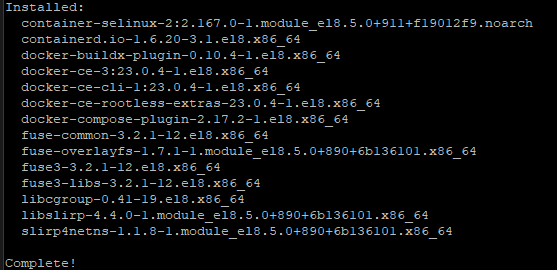 Installed:
container-selinux-2:2.167.0-1.module_el8.5.0+911+f19012f9.noarch
containerd.io-1.6.20-3.1.el8.x86_64
docker-buildx-plugin-0.10.4-1.el8.x86_64
docker-ce-3:23.0.4-1.el8.x86_64
docker-ce-cli-1:23.0.4-1.el8.x86_64
docker-ce-rootless-extras-23.0.4-1.el8.x86_64
docker-compose-plugin-2.17.2-1.el8.x86_64
fuse-common-3.2.1-12.el8.x86_64
fuse-overlayfs-1.7.1-1.module_el8.5.0+890+6b136101.x86_64
fuse3-3.2.1-12.el8.x86_64
fuse3-libs-3.2.1-12.el8.x86_64
libcgroup-0.41-19.el8.x86_64
libslirp-4.4.0-1.module_el8.5.0+890+6b136101.x86_64
slirp4netns-1.1.8-1.module_el8.5.0+890+6b136101.x86_64
Complete!